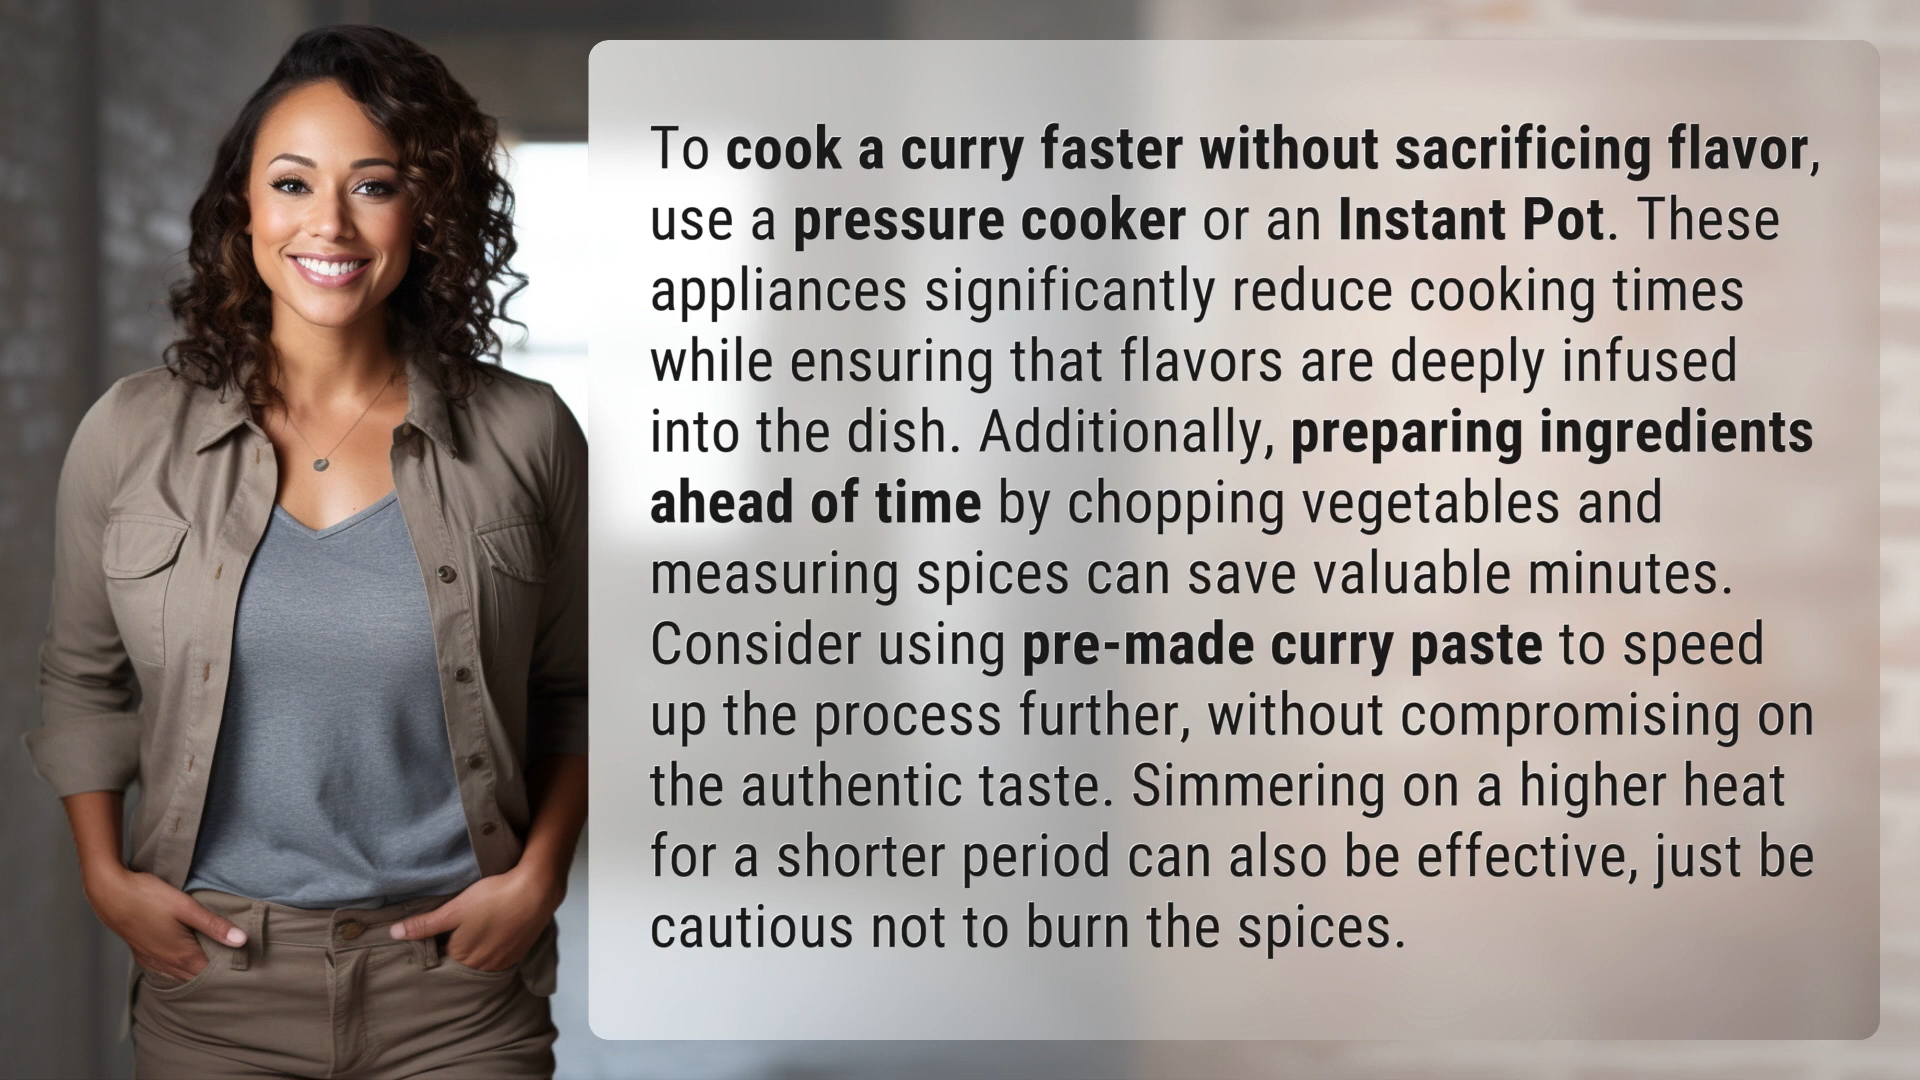 To cook a curry faster without sacrificing flavor,
use a pressure cooker or an Instant Pot. These
appliances significantly reduce cooking times
while ensuring that flavors are deeply infused
into the dish. Additionally, preparing ingredients
ahead of time by chopping vegetables and
measuring spices can save valuable minutes.
Consider using pre-made curry paste to speed
up the process further, without compromising on
the authentic taste. Simmering on a higher heat
for a shorter period can also be effective, just be
cautious not to burn the spices.